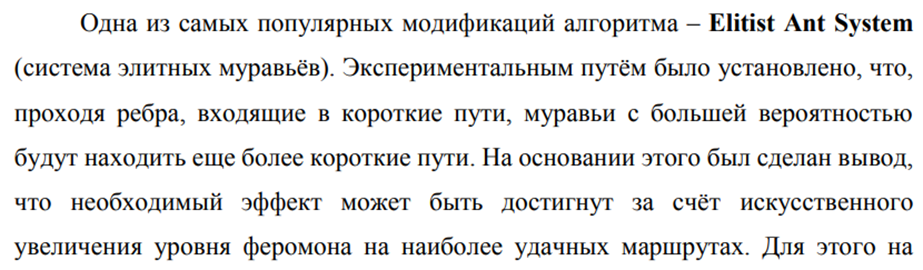 Одна из самых популярных модификаций алгоритма – Elitist Ant System
(система элитных муравьёв). Экспериментальным путём было установлено, что,
проходя ребра, входящие в короткие пути, муравьи с большей вероятностью
будут находить еще более короткие пути. На основании этого был сделан вывод,
что необходимый эффект может быть достигнут за счёт искусственного
увеличения уровня феромона на наиболее удачных маршрутах. Для этого на